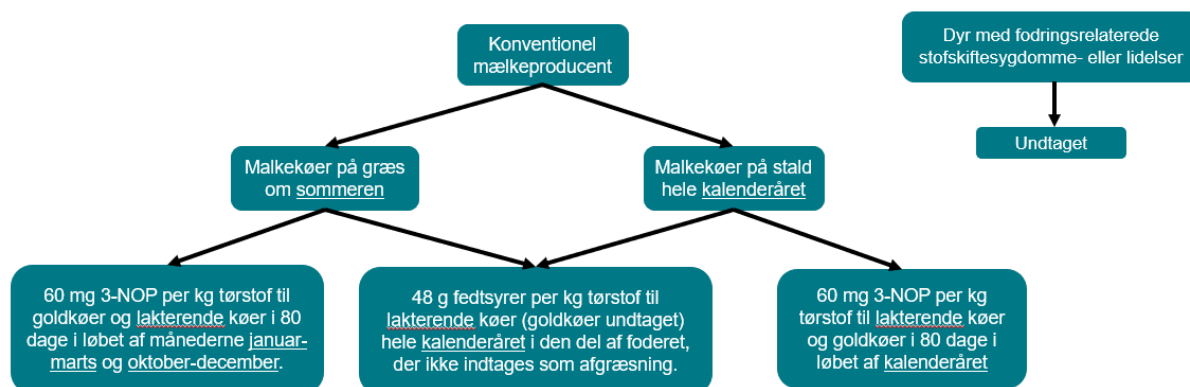 Konventionel
mælkeproducent
Dyr med fodringsrelaterede
stofskiftesygdomme- eller lidelser
Undtaget
Malkekøer på græs
om sommeren
Malkekøer på stald
hele kalenderåret
60 mg 3-NOP per kg tørstof til
goldkøer og lakterende køer i 80
dage i løbet af månederne januar-
marts og oktober-december.
48 g fedtsyrer per kg tørstof til
lakterende køer (goldkøer undtaget)
hele kalenderåret i den del af foderet,
der ikke indtages som afgræsning.
60 mg 3-NOP per kg
tørstof til lakterende køer
og goldkøer i 80 dage i
løbet af kalenderåret